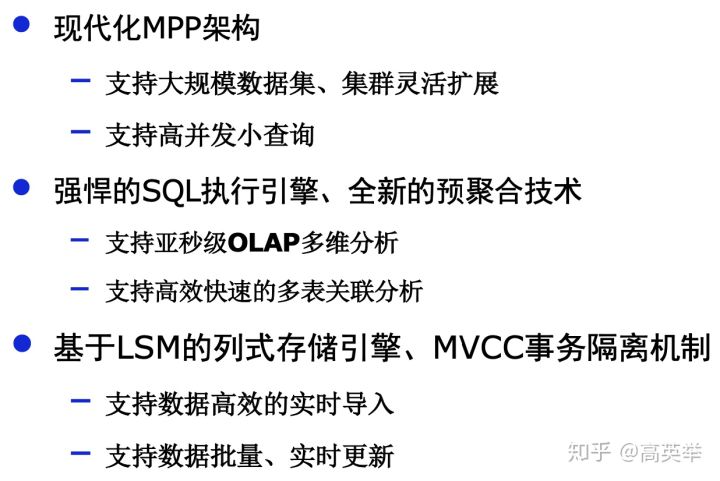 ● 现代化MPP架构
– 支持大规模数据集、集群灵活扩展
– 支持高并发小查询
● 强悍的SQL执行引擎、全新的预聚合技术
– 支持亚秒级OLAP多维分析
– 支持高效快速的多表关联分析
● 基于LSM的列式存储引擎、MVCC事务隔离机制
– 支持数据高效的实时导入
– 支持数据批量、实时更新
知乎 @高英举